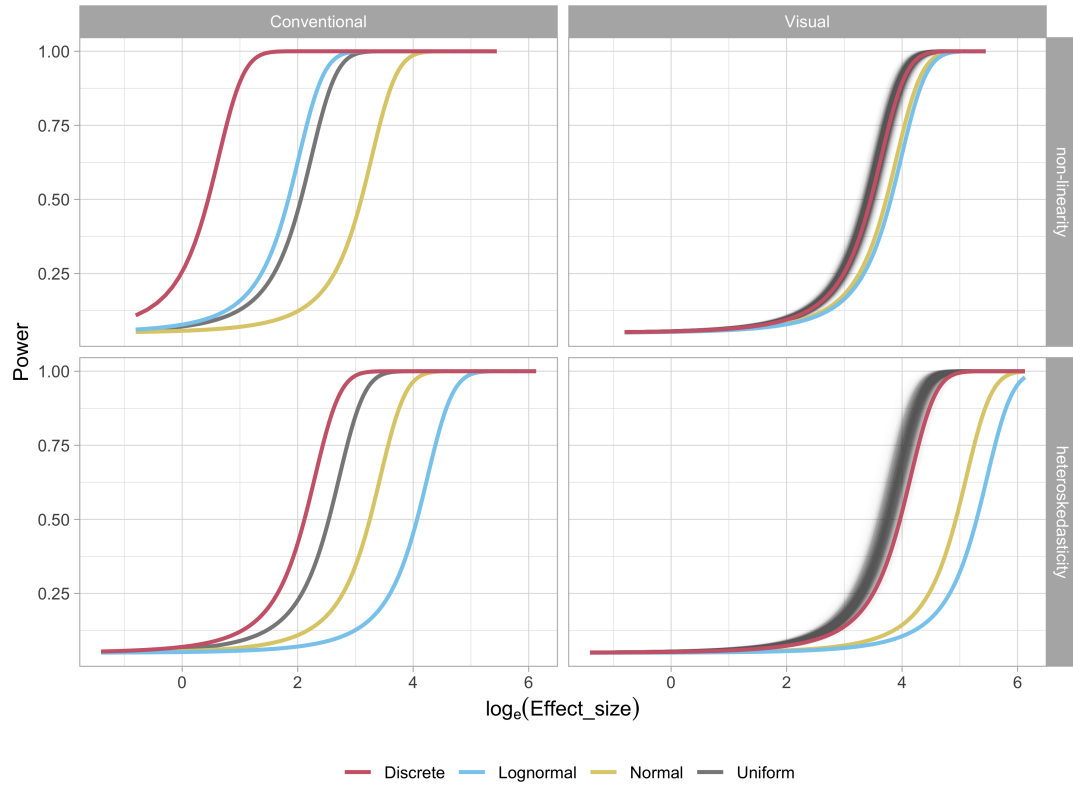 Conventional
Visual
1.00
0.75
0.50
0.25
non-linearity
Power
1.00
0.75
0.50
0.25
heteroskedasticity
0
2
4
6
0
2
4
6
logₑ(Effect_size)
Discrete
Lognormal
Normal
Uniform